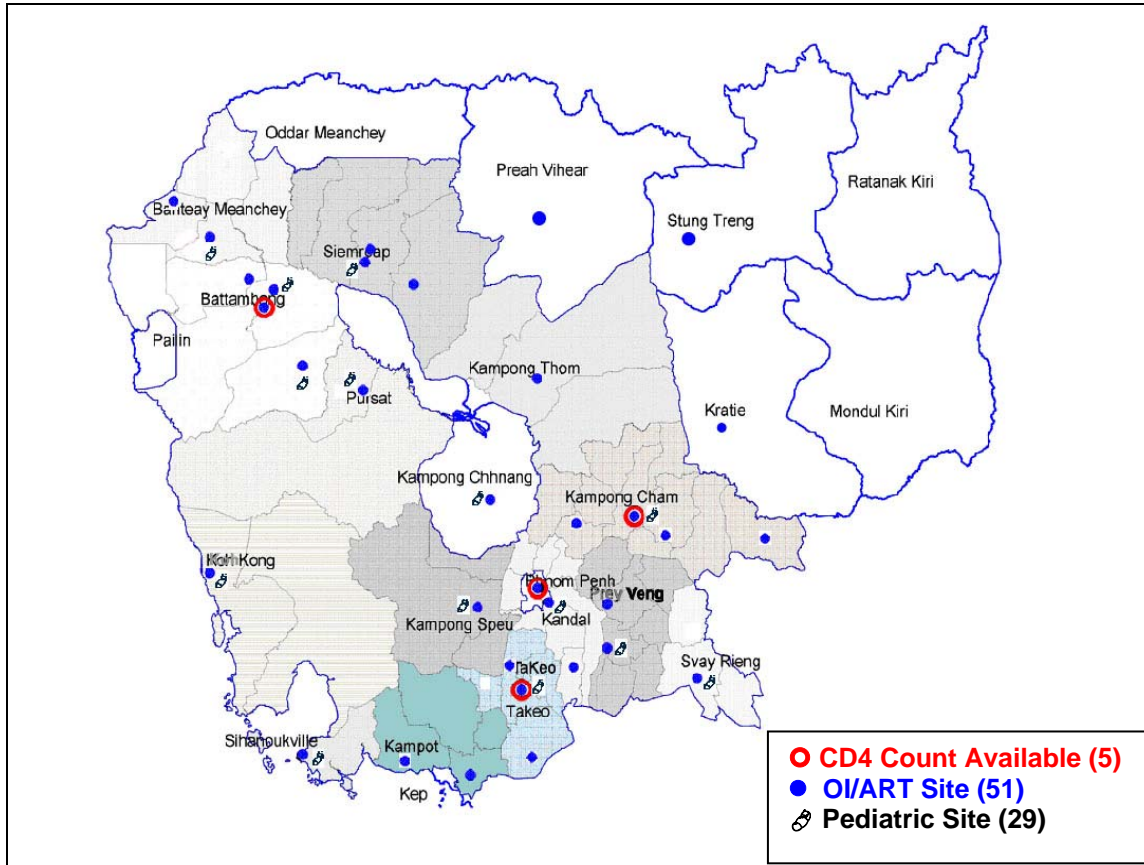 Oddar Meanchey
Preah Vihear
Ratanak Kiri
Stung Treng
Banteay Meanchey
Siemreap
Battambang
Pailin
Kampong Thom
Pursat
Kratie
Mondul Kiri
Kampong Chhnang
Kampong Cham
Koh Kong
Phnom Penh
Prey Veng
Kandal
Kampong Speu
TaKeo
Svay Rieng
Takeo
Sihanoukville
Kampot
Kep
CD4 Count Available (5)
OI/ART Site (51)
Pediatric Site (29)